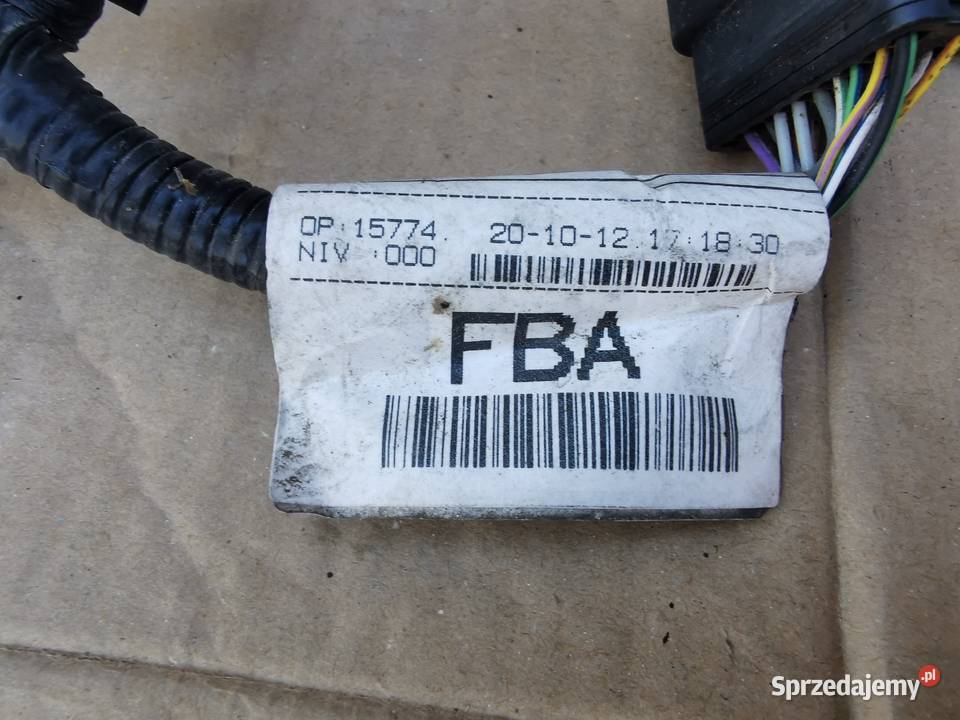 OP:15774. 20-10-12 17:18:30
NIV :000
FBA
Sprzedajemy.pl